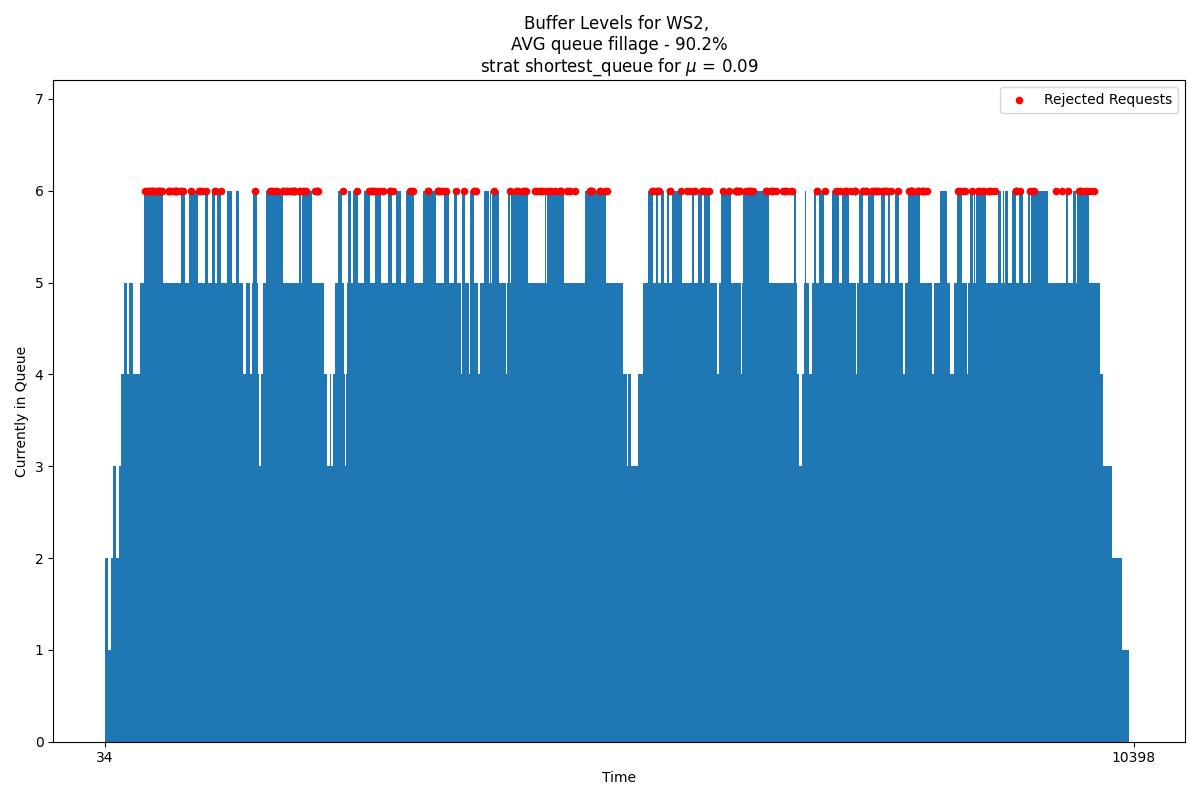 Buffer Levels for WS2,
AVG queue fillage - 90.2%
strat shortest_queue for μ = 0.09
Rejected Requests
Currently in Queue
7
6
5
4
3
2
1
0
34
10398
Time